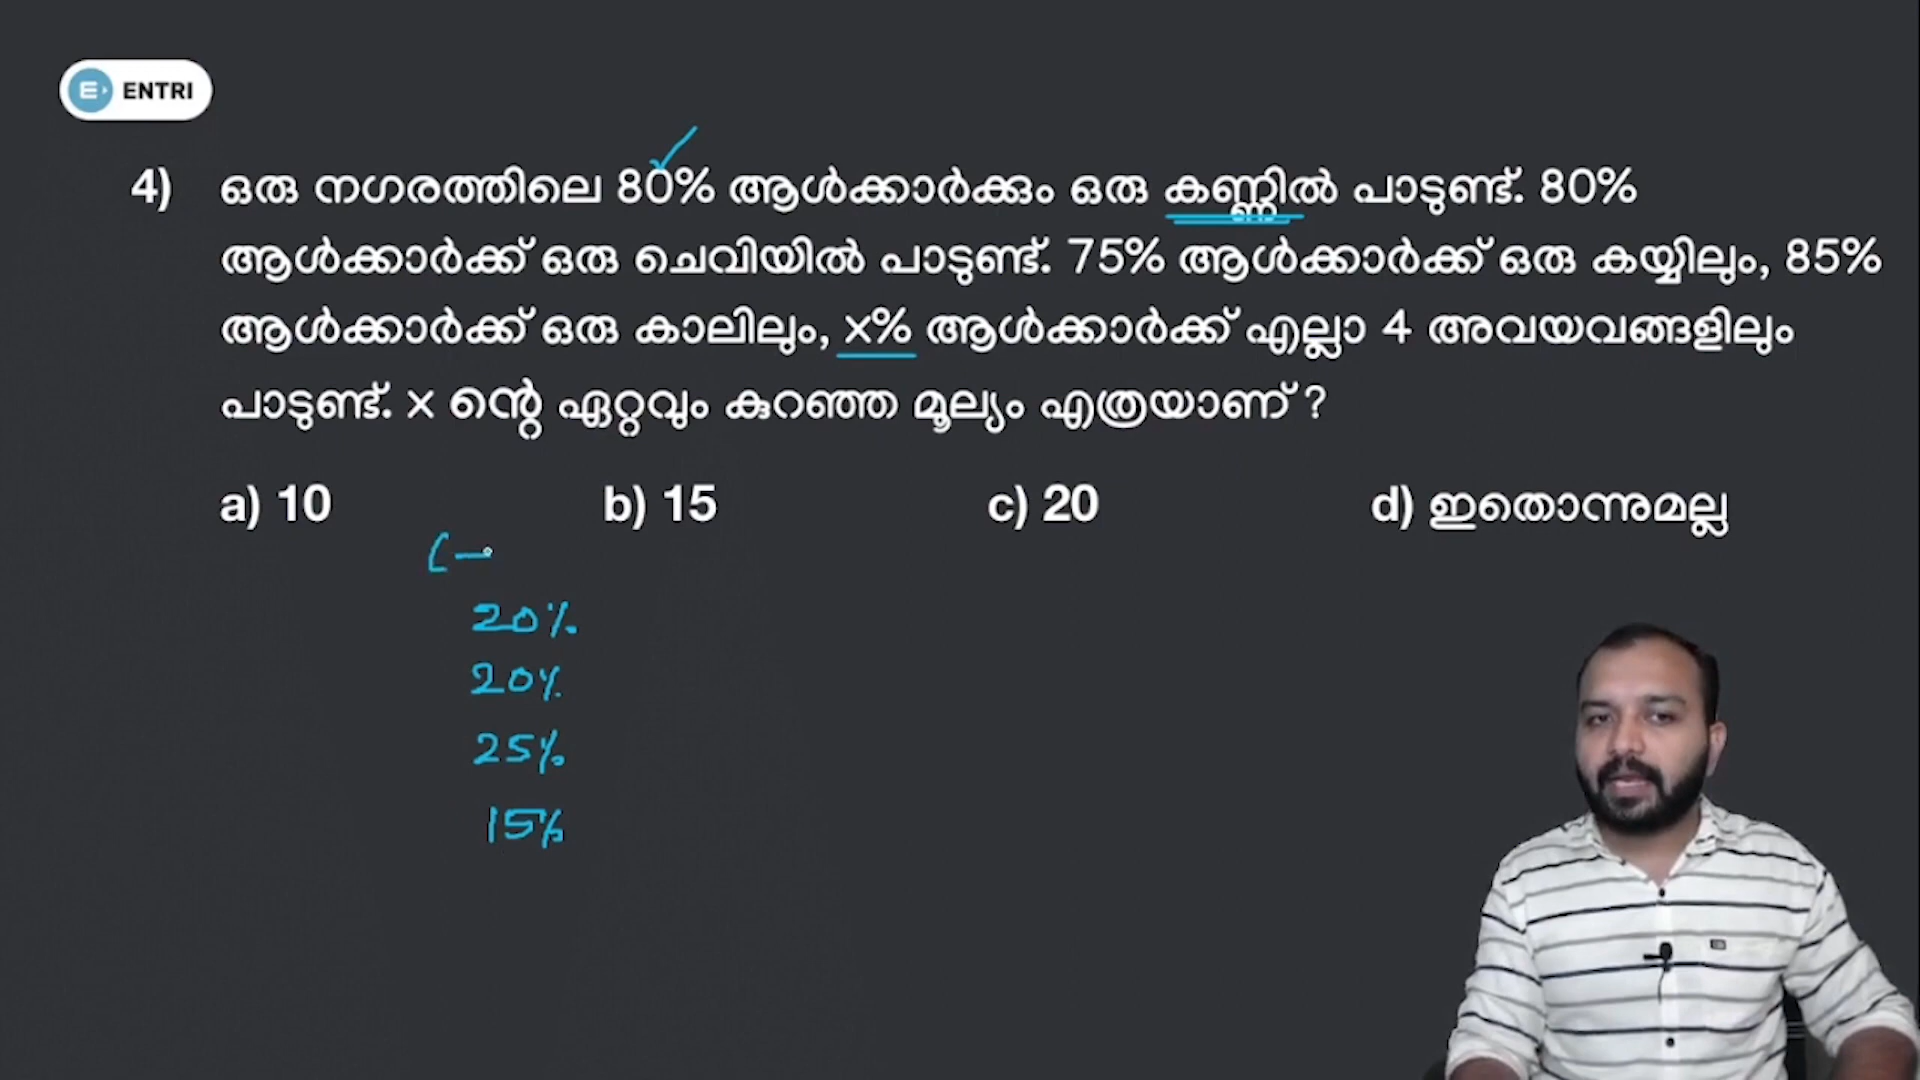 ENTRI
4) ഒരു നഗരത്തിലെ 80% ആൾക്കാർക്കും ഒരു കണ്ണിൽ പാടുണ്ട്. 80%
ആൾക്കാർക്ക് ഒരു ചെവിയിൽ പാടുണ്ട്. 75% ആൾക്കാർക്ക് ഒരു കയ്യിലും, 85%
ആൾക്കാർക്ക് ഒരു കാലിലും, x% ആൾക്കാർക്ക് എല്ലാ 4 അവയവങ്ങളിലും
പാടുണ്ട്. x ന്റെ ഏറ്റവും കുറഞ്ഞ മൂല്യം എത്രയാണ് ?
a) 10 b) 15 c) 20 d) ഇതൊന്നുമല്ല
(–
20%
20%
25%
15%